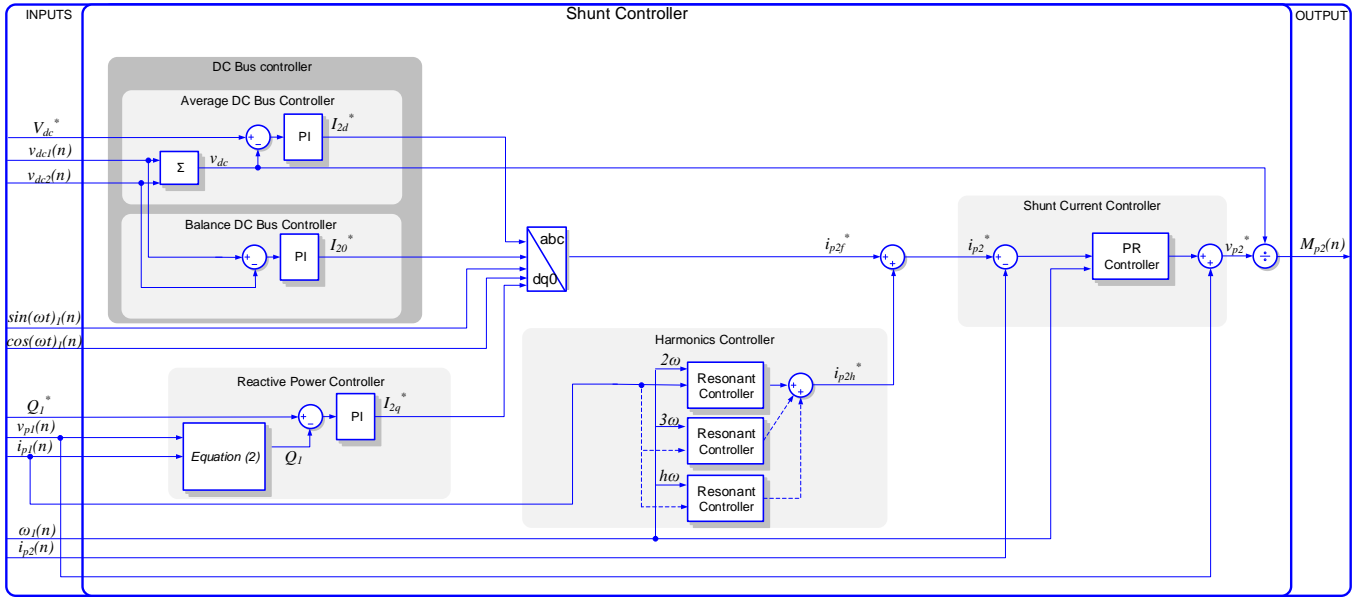 INPUTS
Shunt Controller
OUTPUT
DC Bus controller
Average DC Bus Controller
V_dc*
v_dc1(n)
v_dc2(n)
+
−
PI
I_2d*
Σ
v_dc
Balance DC Bus Controller
+
−
PI
I_20*
abc
dq0
sin(ωt)_1(n)
cos(ωt)_1(n)
i_p2f*
+
+
i_p2*
Shunt Current Controller
+
−
PR
Controller
+
+
v_p2*
÷
M_p2(n)
Reactive Power Controller
Q_1*
v_p1(n)
i_p1(n)
+
−
PI
I_2q*
Equation (2)
Q_1
Harmonics Controller
2ω
Resonant
Controller
+
+
i_p2h*
3ω
Resonant
Controller
hω
Resonant
Controller
ω_1(n)
i_p2(n)